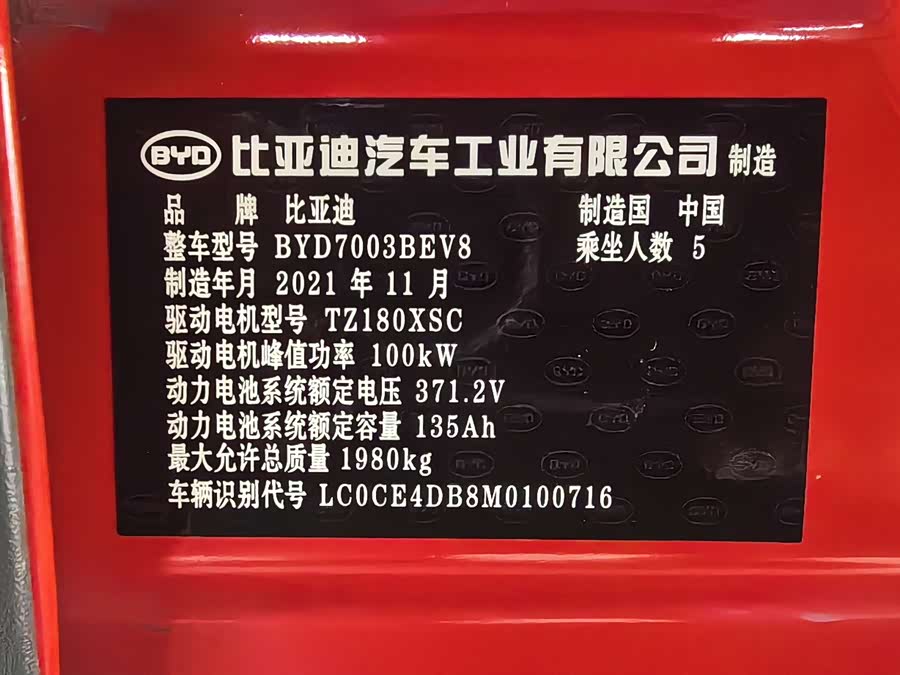 BYD 比亚迪汽车工业有限公司 制造
品 牌 比亚迪 制造国 中国
整车型号 BYD7003BEV8 乘坐人数 5
制造年月 2021 年 11 月
驱动电机型号 TZ180XSC
驱动电机峰值功率 100kW
动力电池系统额定电压 371.2V
动力电池系统额定容量 135Ah
最大允许总质量 1980kg
车辆识别代号 LC0CE4DB8M0100716